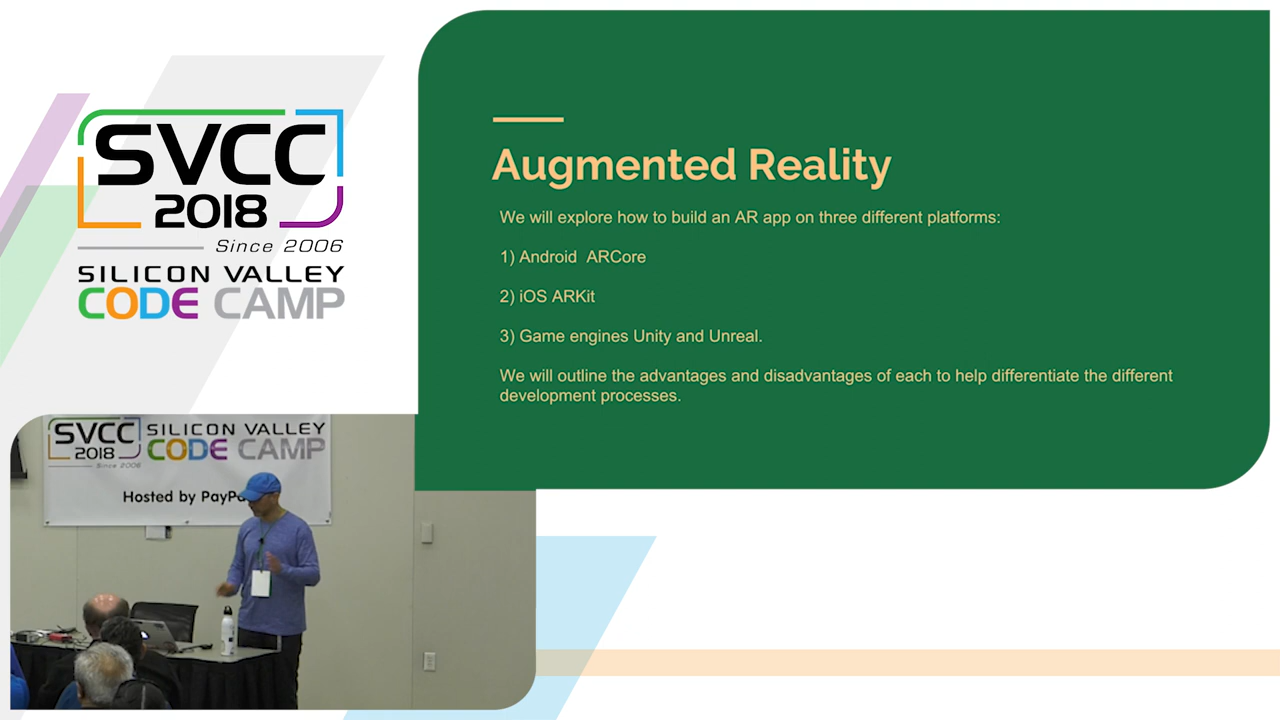 SVCC
2018
Since 2006
SILICON VALLEY
CODE CAMP
Augmented Reality
We will explore how to build an AR app on three different platforms:
1) Android  ARCore
2) iOS ARKit
3) Game engines Unity and Unreal.
We will outline the advantages and disadvantages of each to help differentiate the different
development processes.
SVCC
2018
Since 2006
SILICON VALLEY
CODE CAMP
Hosted by